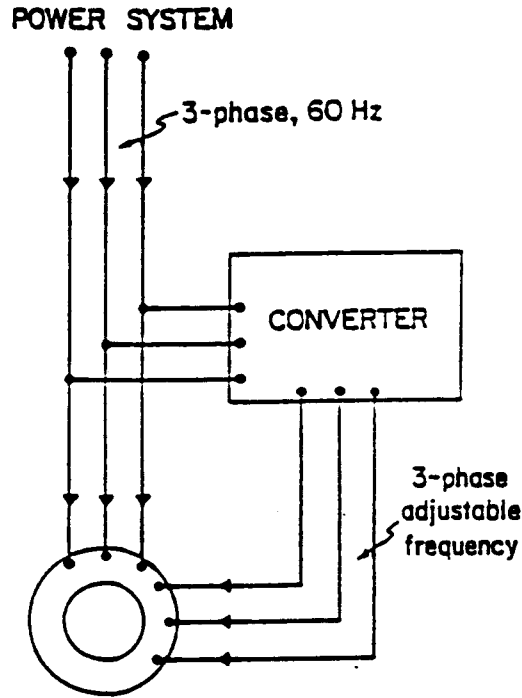 POWER SYSTEM
3-phase, 60 Hz
CONVERTER
3-phase
adjustable
frequency